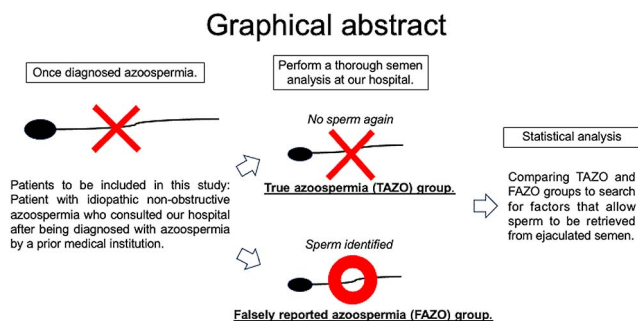 Graphical abstract
Once diagnosed azoospermia.
Patients to be included in this study:
Patient with idiopathic non-obstructive
azoospermia who consulted our hospital
after being diagnosed with azoospermia
by a prior medical institution.
Perform a thorough semen
analysis at our hospital.
No sperm again
True azoospermia (TAZO) group.
Sperm identified
Falsely reported azoospermia (FAZO) group.
Statistical analysis
Comparing TAZO and
FAZO groups to search
for factors that allow
sperm to be retrieved
from ejaculated semen.